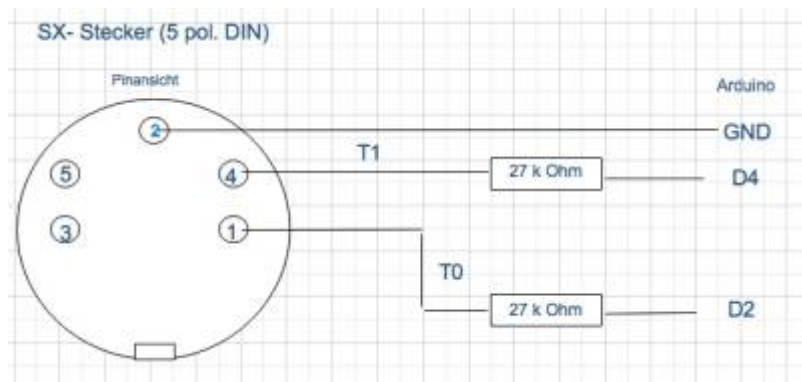 SX- Stecker (5 pol. DIN)
Pinansicht
Arduino
2
GND
T1
5
4
27 k Ohm
D4
3
1
T0
27 k Ohm
D2